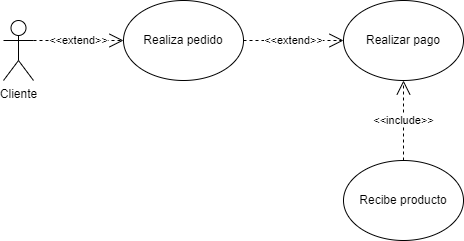 <<extend>>
Realiza pedido
<<extend>>
Realizar pago
Cliente
<<include>>
Recibe producto